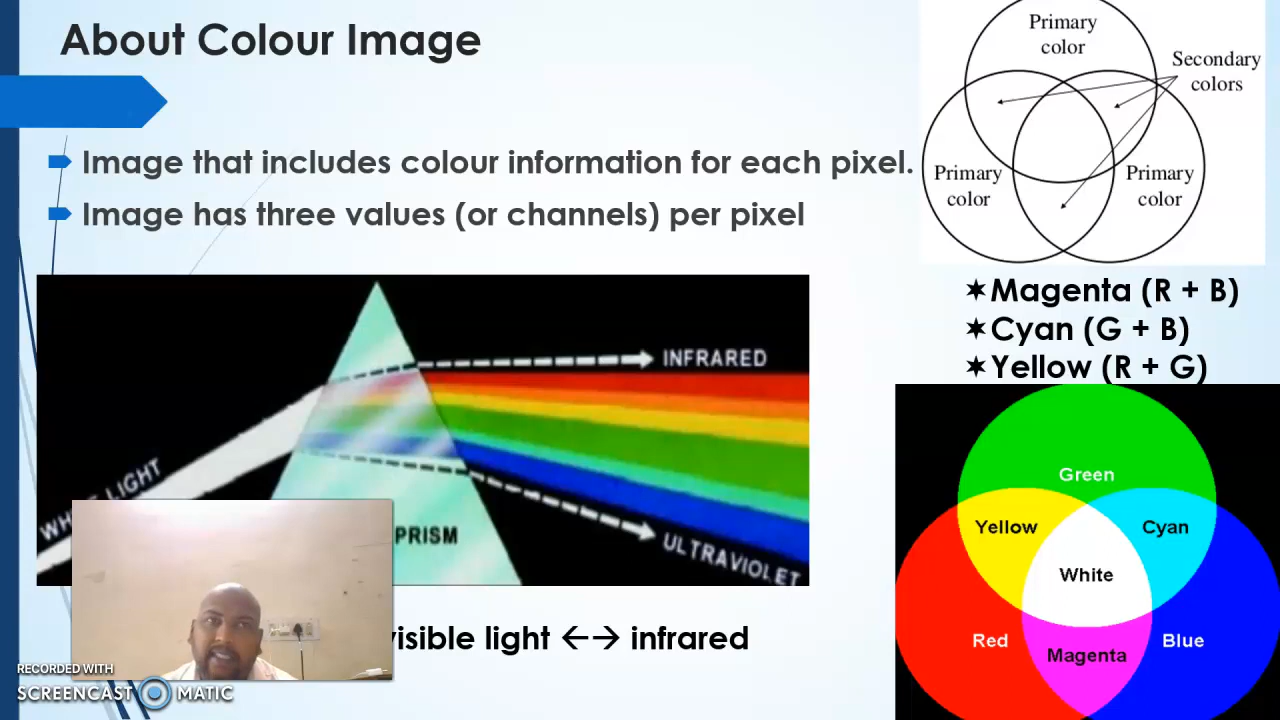 About Colour Image
Image that includes colour information for each pixel.
Image has three values (or channels) per pixel
Primary
color
Secondary
colors
Primary
color
Primary
color
✶Magenta (R + B)
✶Cyan (G + B)
✶Yellow (R + G)
INFRARED
LIGHT
PRISM
ULTRAVIOLET
Green
Yellow
Cyan
White
Red
Blue
Magenta
visible light ←→ infrared
RECORDED WITH
SCREENCAST MATIC